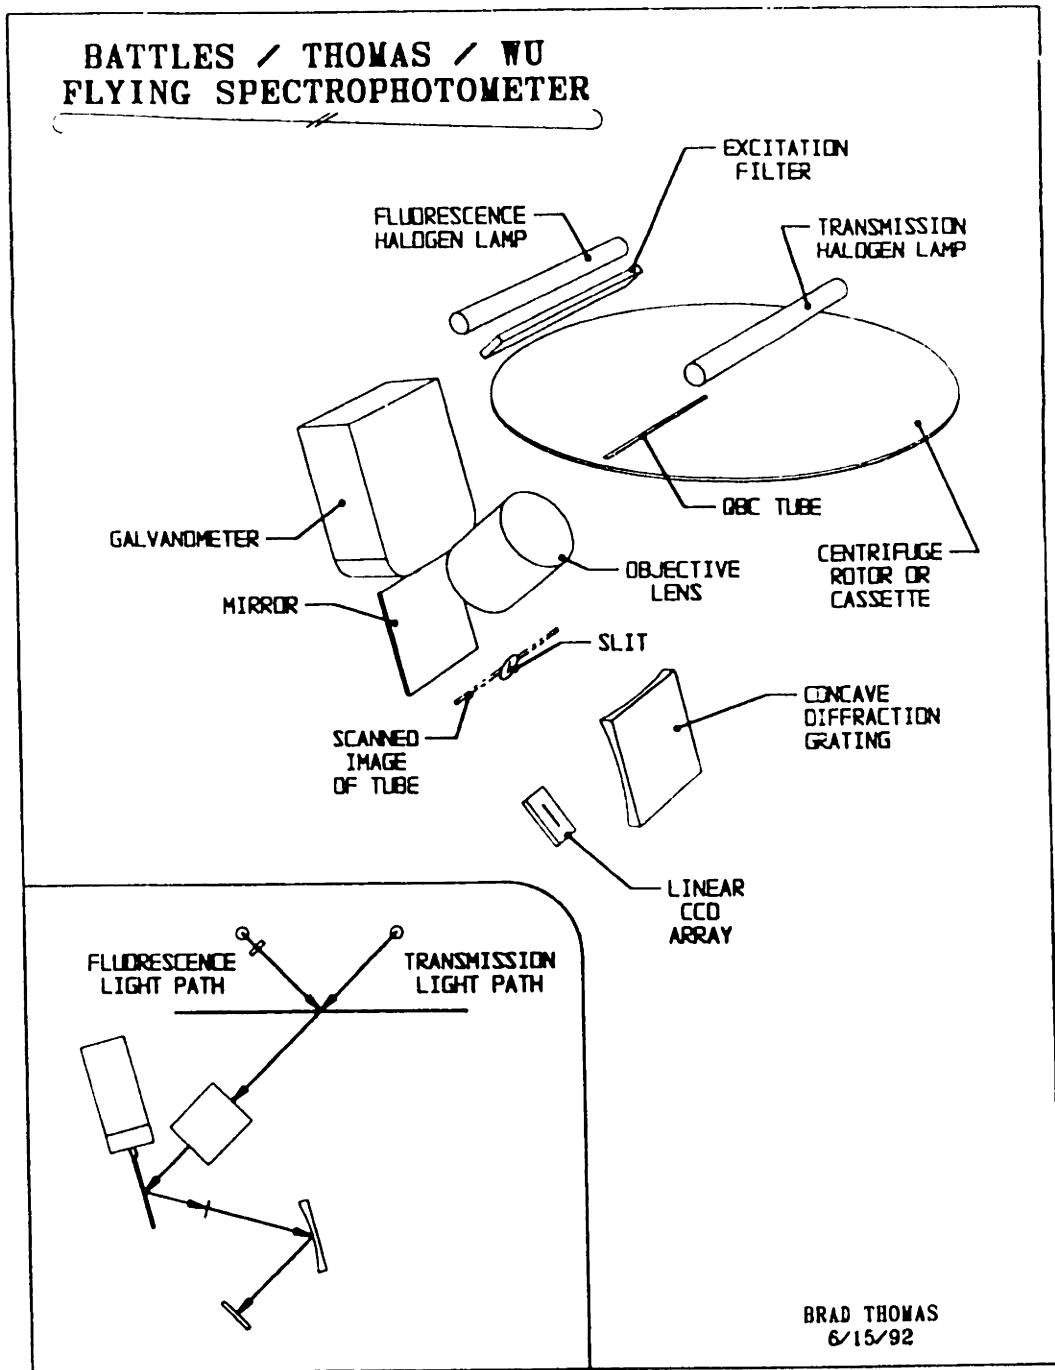 BATTLES / THOMAS / WU
FLYING SPECTROPHOTOMETER
EXCITATION
FILTER
FLUORESCENCE
HALOGEN LAMP
TRANSMISSION
HALOGEN LAMP
GALVANOMETER
QBC TUBE
OBJECTIVE
LENS
CENTRIFUGE
ROTOR OR
CASSETTE
MIRROR
SLIT
CONCAVE
DIFFRACTION
GRATING
SCANNED
IMAGE
OF TUBE
LINEAR
CCD
ARRAY
FLUORESCENCE
LIGHT PATH
TRANSMISSION
LIGHT PATH
BRAD THOMAS
6/15/92